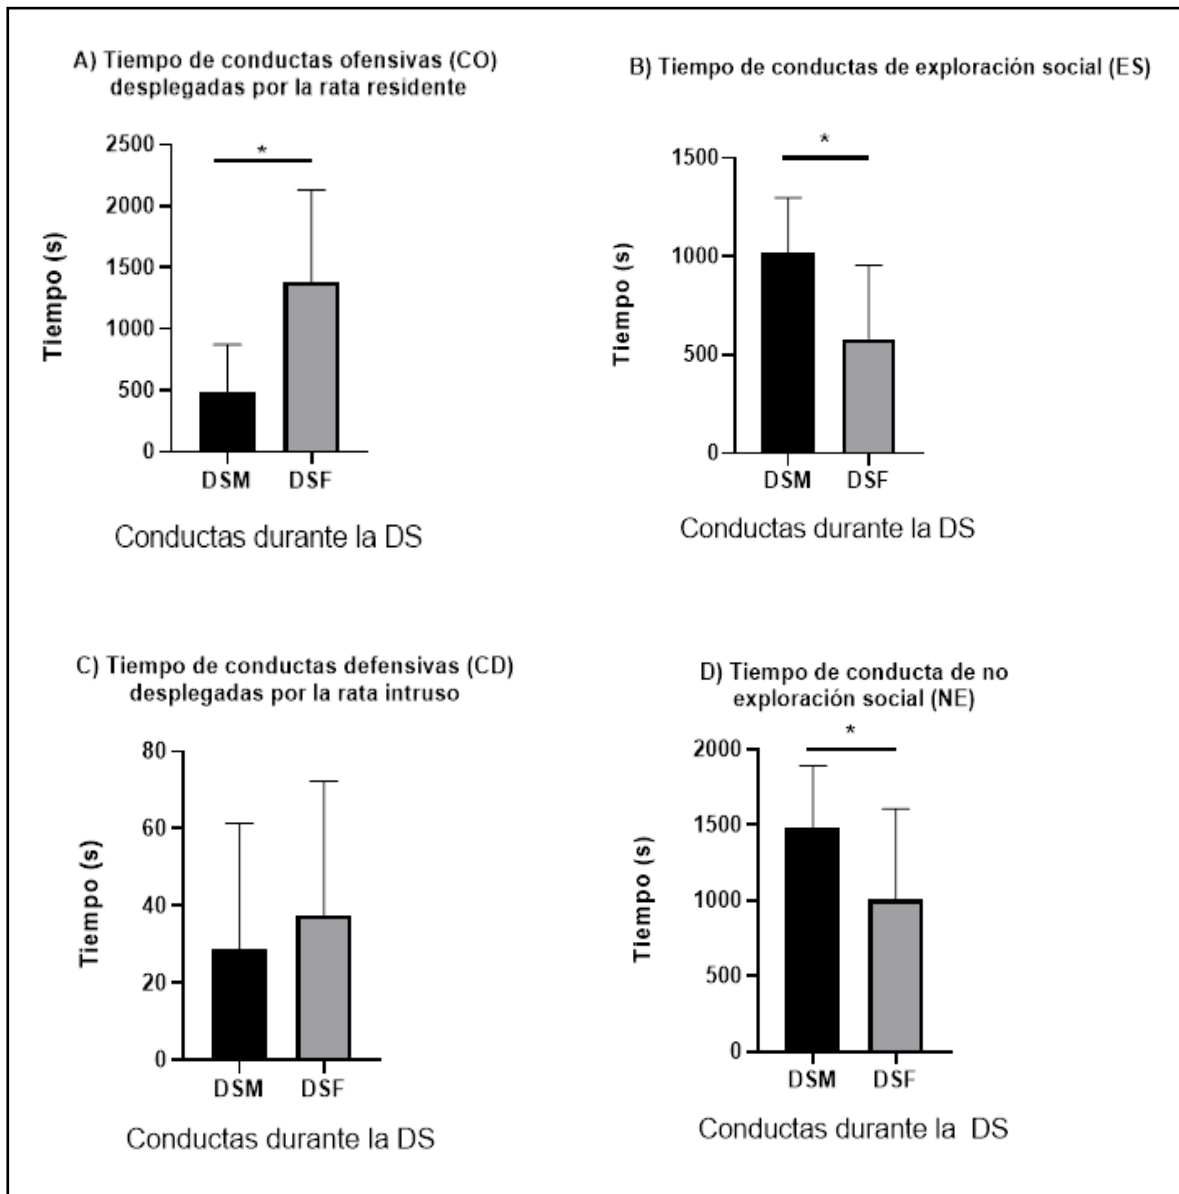 A) Tiempo de conductas ofensivas (CO)
desplegadas por la rata residente
2500
2000
1500
1000
500
0
Tiempo (s)
*
DSM DSF
Conductas durante la DS
B) Tiempo de conductas de exploración social (ES)
1500
1000
500
0
Tiempo (s)
*
DSM DSF
Conductas durante la DS
C) Tiempo de conductas defensivas (CD)
desplegadas por la rata intruso
80
60
40
20
0
Tiempo (s)
DSM DSF
Conductas durante la DS
D) Tiempo de conducta de no
exploración social (NE)
2000
1500
1000
500
0
Tiempo (s)
*
DSM DSF
Conductas durante la DS